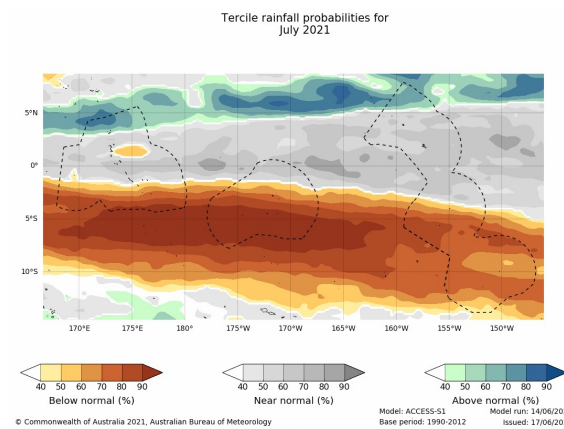 Tercile rainfall probabilities for
July 2021
5°N
0°
5°S
10°S
170°E 175°E 180° 175°W 170°W 165°W 160°W 155°W 150°W
40 50 60 70 80 90 40 50 60 70 80 90 40 50 60 70 80 90
Below normal (%) Near normal (%) Above normal (%)
Model: ACCESS-S1 Model run: 14/06/20
© Commonwealth of Australia 2021, Australian Bureau of Meteorology Base period: 1990-2012 Issued: 17/06/20